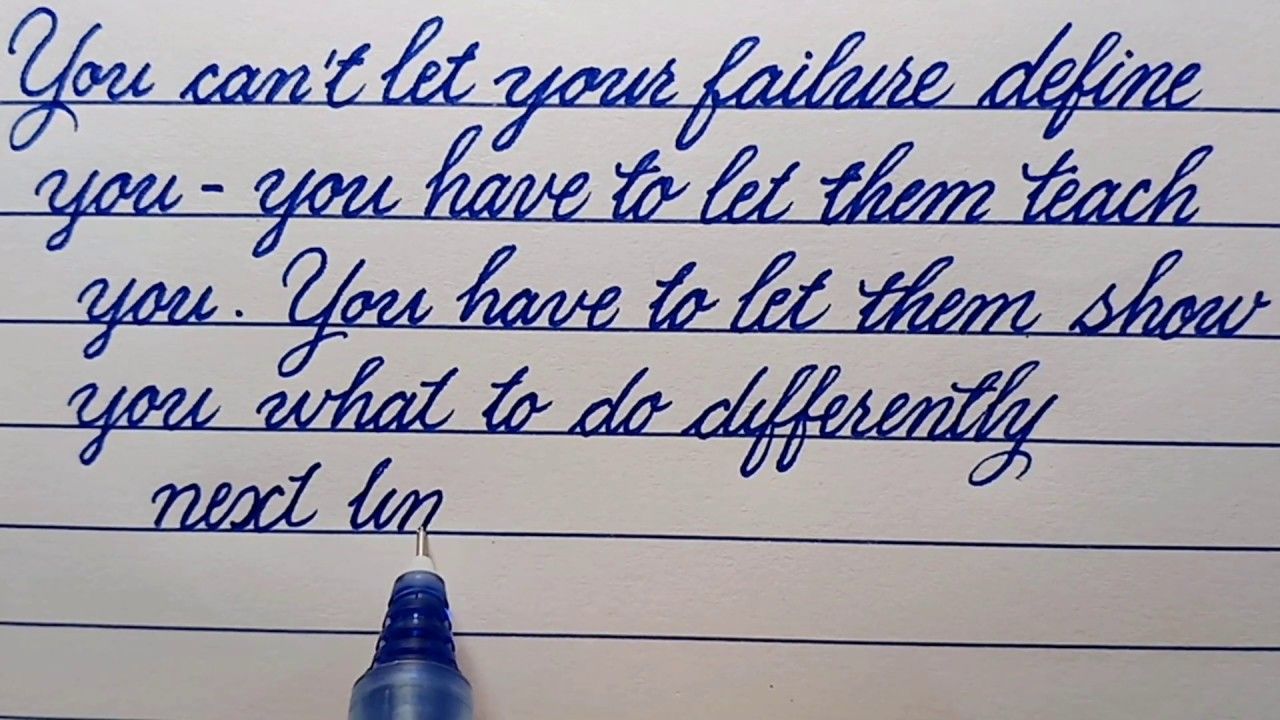 You can't let your failure define
you - you have to let them teach
you. You have to let them show
you what to do differently
next